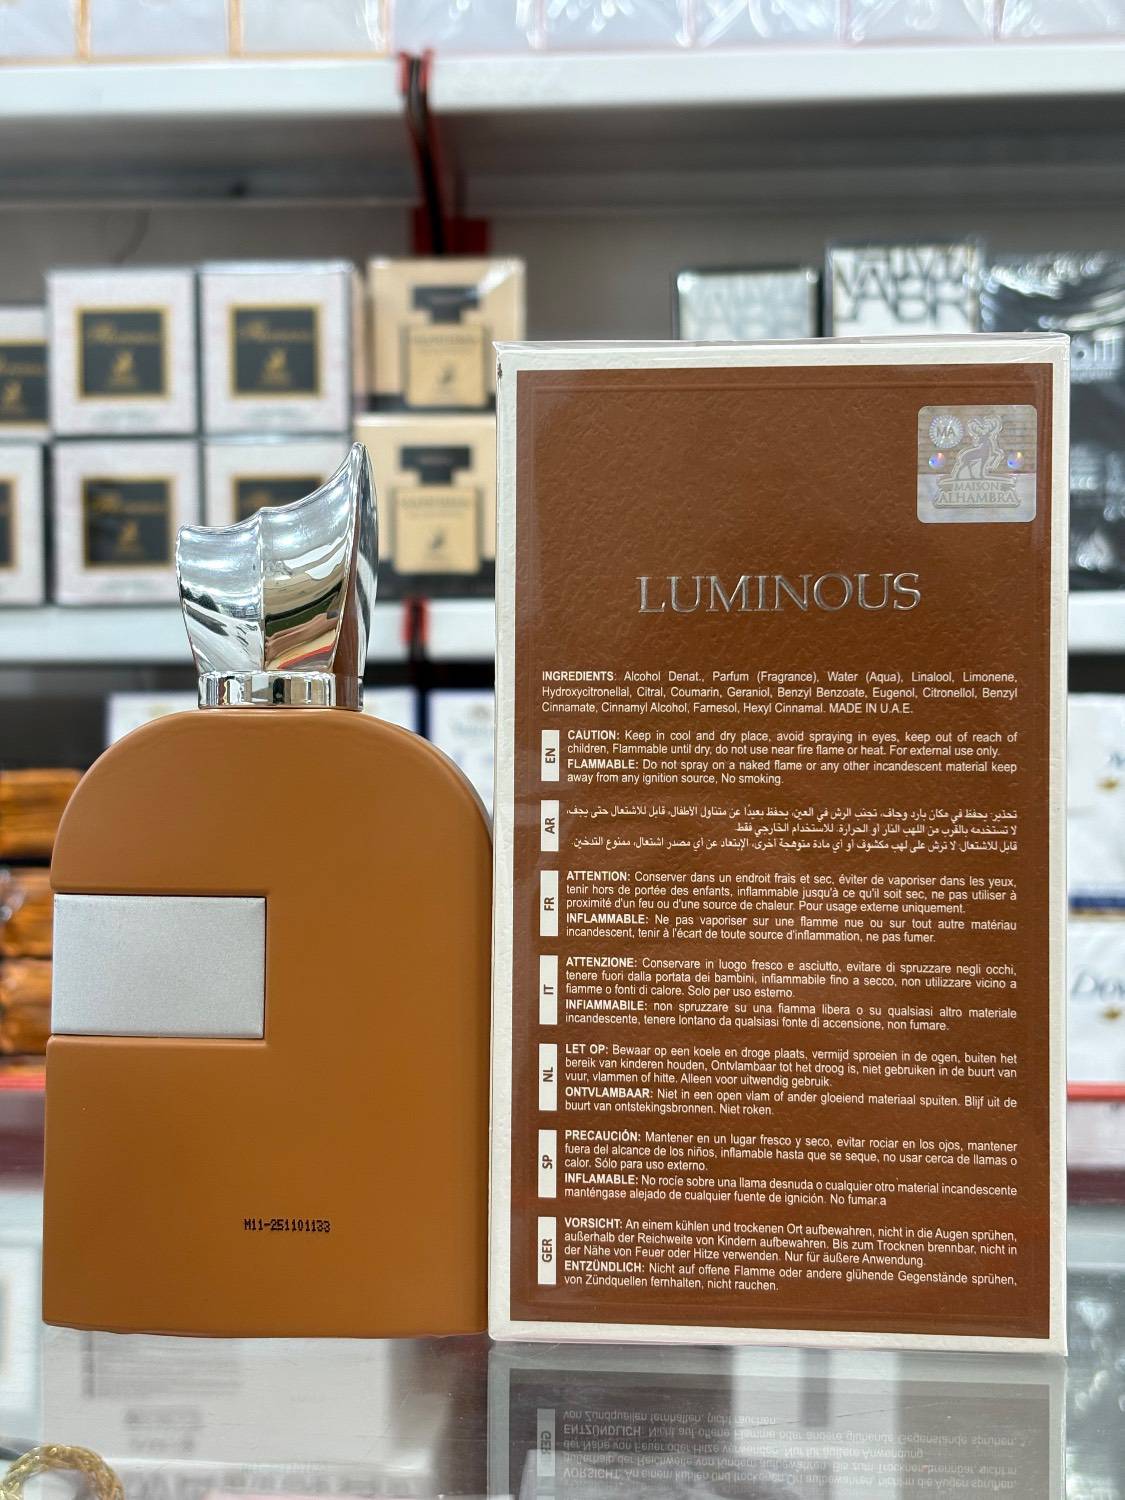 MA
MAISON
ALHAMBRA
LUMINOUS
INGREDIENTS: Alcohol Denat., Parfum (Fragrance), Water (Aqua), Linalool, Limonene,
Hydroxycitronellal, Citral, Coumarin, Geraniol, Benzyl Benzoate, Eugenol, Citronellol, Benzyl
Cinnamate, Cinnamyl Alcohol, Farnesol, Hexyl Cinnamal. MADE IN U.A.E.
EN
CAUTION: Keep in cool and dry place, avoid spraying in eyes, keep out of reach of
children, Flammable until dry, do not use near fire flame or heat. For external use only.
FLAMMABLE: Do not spray on a naked flame or any other incandescent material keep
away from any ignition source, No smoking.
AR
تحذير: يحفظ في مكان بارد وجاف، تجنب الرش في العين، يحفظ بعيدًا عن متناول الأطفال، قابل للاشتعال حتى يجف،
لا تستخدمه بالقرب من اللهب النار أو الحرارة. للاستخدام الخارجي فقط
قابل للاشتعال: لا ترش على لهب مكشوف أو أي مادة متوهجة أخرى، الإبتعاد عن أي مصدر اشتعال، ممنوع التدخين.
FR
ATTENTION: Conserver dans un endroit frais et sec, éviter de vaporiser dans les yeux,
tenir hors de portée des enfants, inflammable jusqu'à ce qu'il soit sec, ne pas utiliser à
proximité d'un feu ou d'une source de chaleur. Pour usage externe uniquement.
INFLAMMABLE: Ne pas vaporiser sur une flamme nue ou sur tout autre matériau
incandescent, tenir à l'écart de toute source d'inflammation, ne pas fumer.
IT
ATTENZIONE: Conservare in luogo fresco e asciutto, evitare di spruzzare negli occhi,
tenere fuori dalla portata dei bambini, infiammabile fino a secco, non utilizzare vicino a
fiamme o fonti di calore. Solo per uso esterno.
INFIAMMABILE: non spruzzare su una fiamma libera o su qualsiasi altro materiale
incandescente, tenere lontano da qualsiasi fonte di accensione, non fumare.
NL
LET OP: Bewaar op een koele en droge plaats, vermijd sproeien in de ogen, buiten het
bereik van kinderen houden, Ontvlambaar tot het droog is, niet gebruiken in de buurt van
vuur, vlammen of hitte. Alleen voor uitwendig gebruik.
ONTVLAMBAAR: Niet in een open vlam of ander gloeiend materiaal spuiten. Blijf uit de
buurt van ontstekingsbronnen. Niet roken.
SP
PRECAUCIÓN: Mantener en un lugar fresco y seco, evitar rociar en los ojos, mantener
fuera del alcance de los niños, inflamable hasta que se seque, no usar cerca de llamas o
calor. Sólo para uso externo.
INFLAMABLE: No rocíe sobre una llama desnuda o cualquier otro material incandescente
manténgase alejado de cualquier fuente de ignición. No fumar.a
GER
VORSICHT: An einem kühlen und trockenen Ort aufbewahren, nicht in die Augen sprühen,
außerhalb der Reichweite von Kindern aufbewahren. Bis zum Trocknen brennbar, nicht in
der Nähe von Feuer oder Hitze verwenden. Nur für äußere Anwendung.
ENTZÜNDLICH: Nicht auf offene Flamme oder andere glühende Gegenstände sprühen,
von Zündquellen fernhalten, nicht rauchen.
M11-251101133